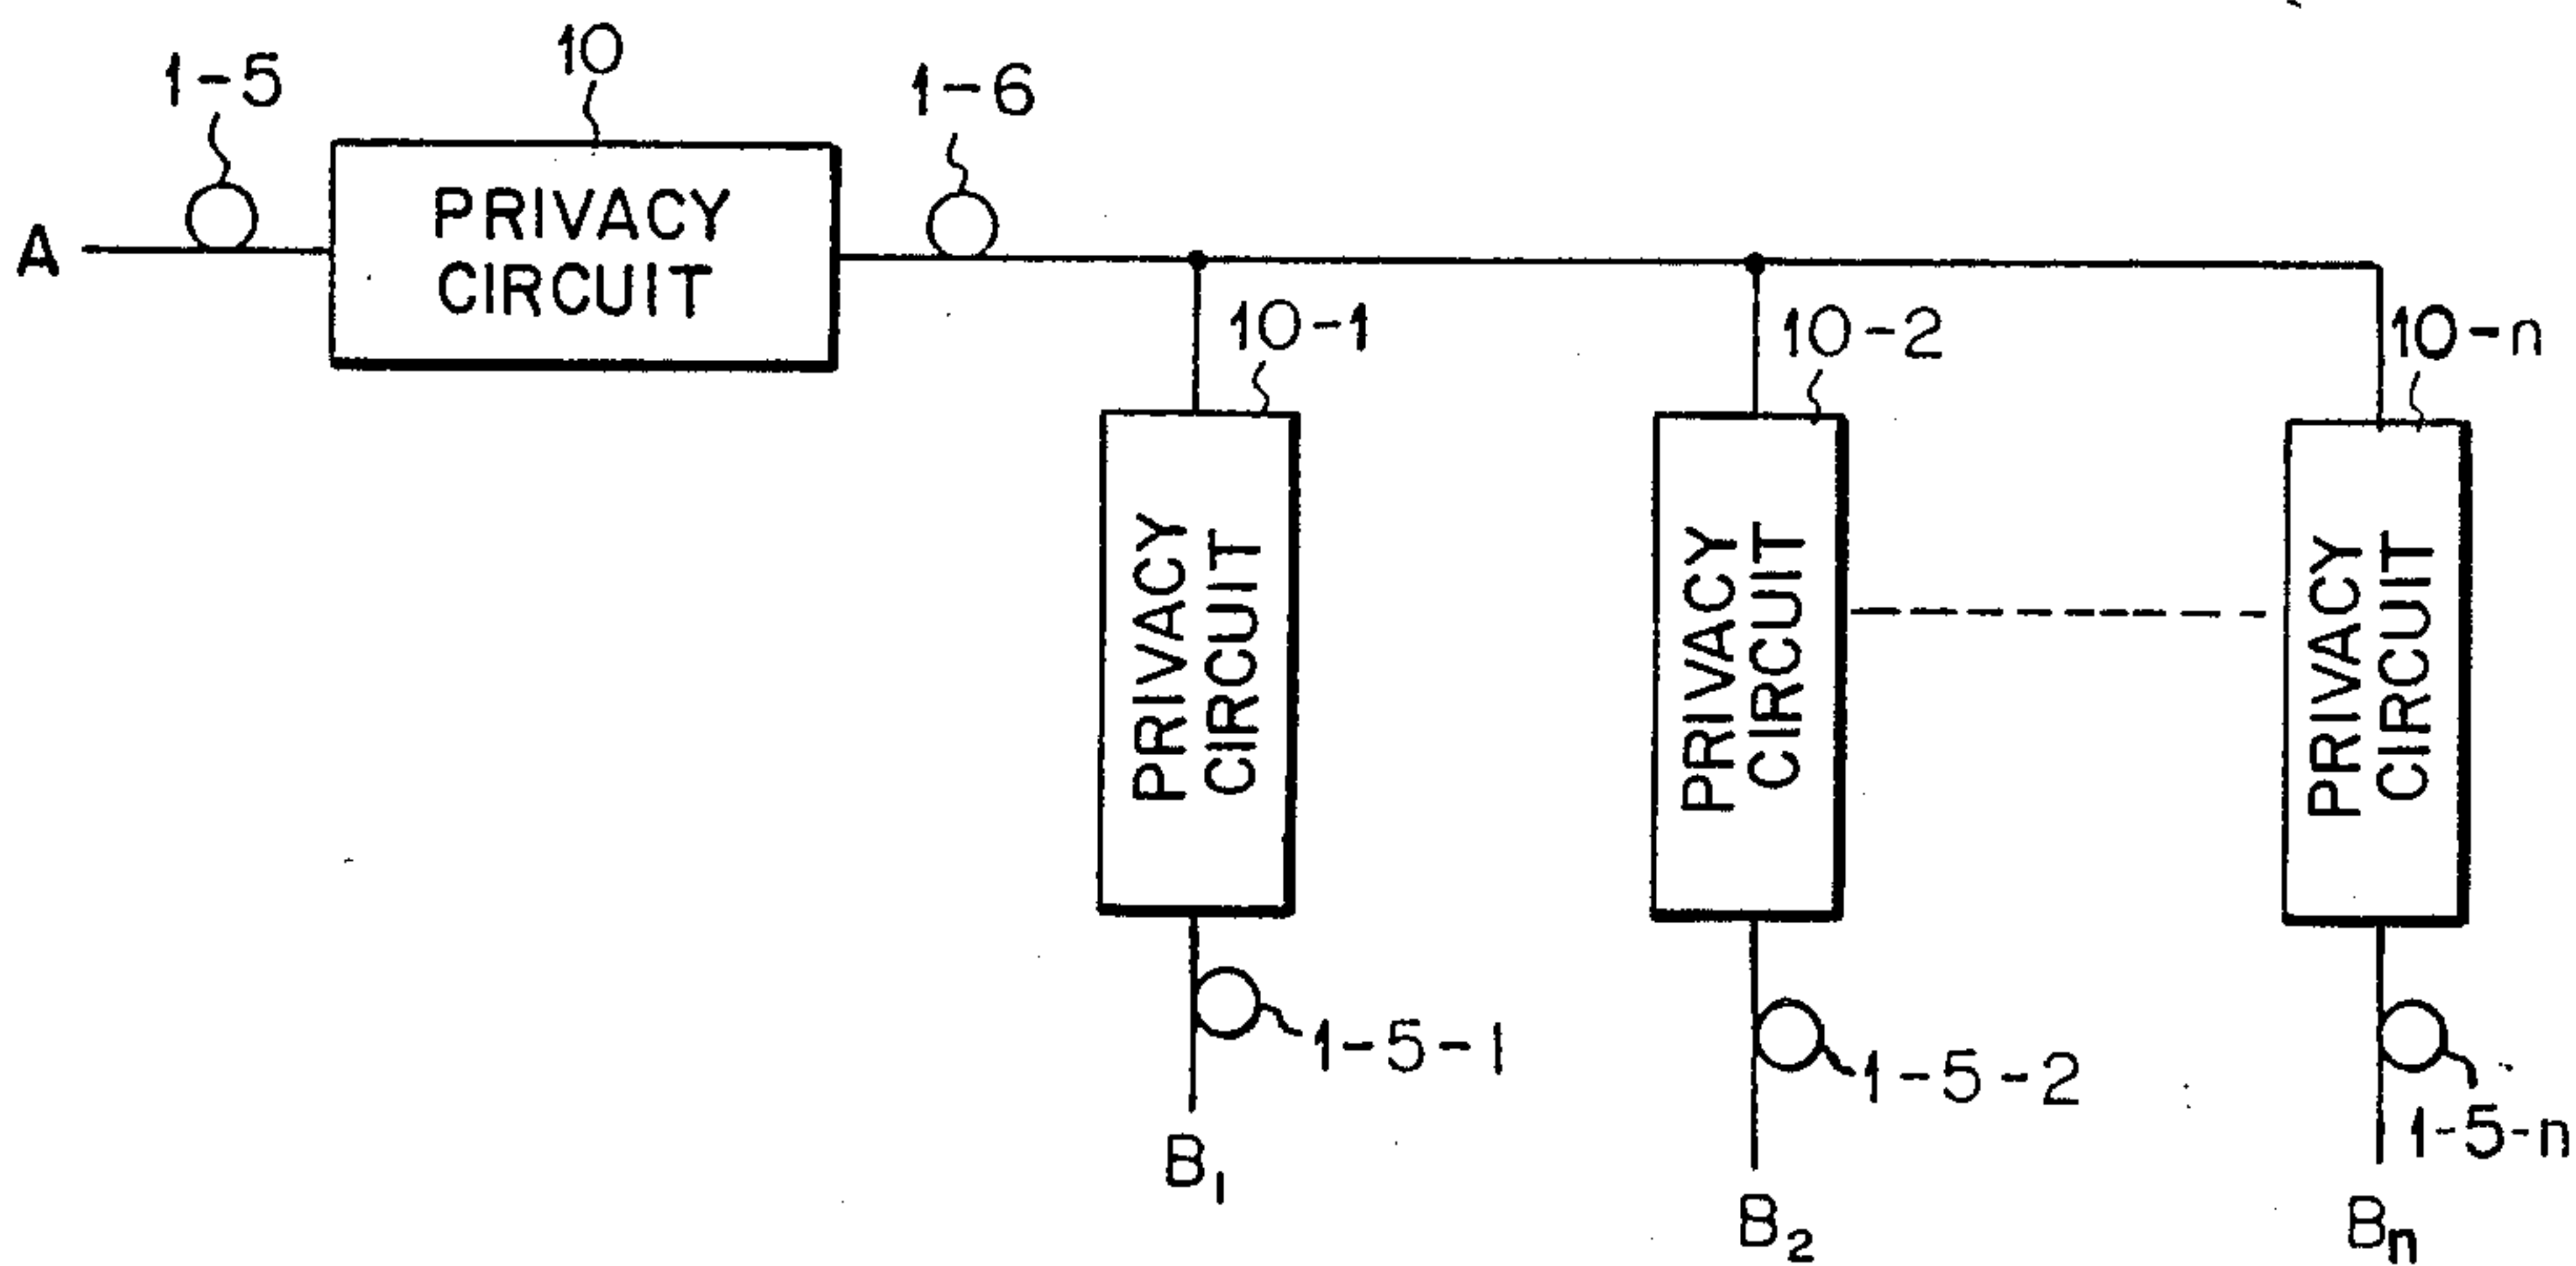 10
1-5
1-6
A
PRIVACY
CIRCUIT
10-1
10-2
10-n
PRIVACY
CIRCUIT
PRIVACY
CIRCUIT
PRIVACY
CIRCUIT
1-5-1
1-5-2
1-5-n
B₁
B₂
Bₙ